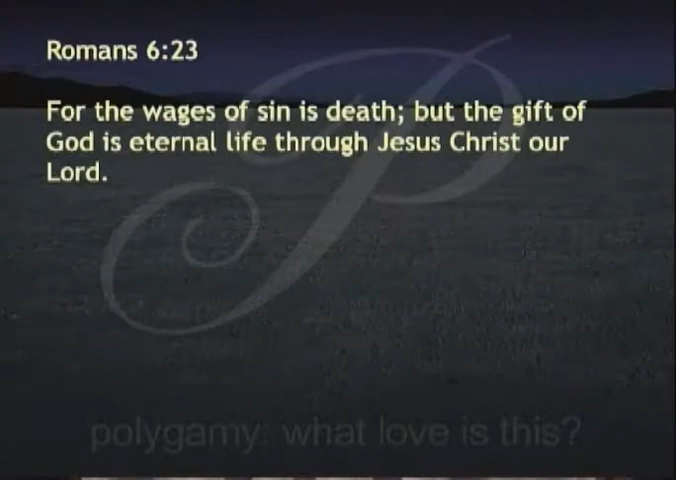 Romans 6:23
For the wages of sin is death; but the gift of
God is eternal life through Jesus Christ our
Lord.
P
polygamy: what love is this?